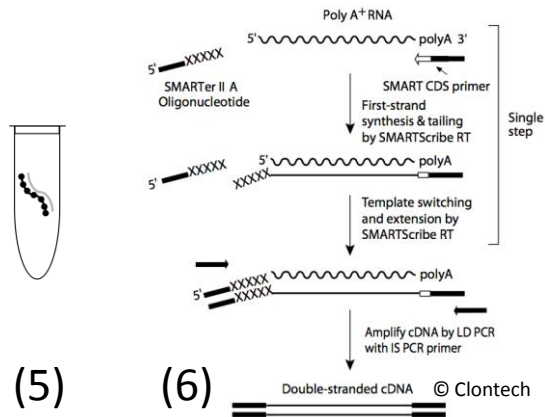 Poly A+ RNA
5'
polyA 3'
5'
XXXXX
SMARTer II A
Oligonucleotide
SMART CDS primer
First-strand
synthesis & tailing
by SMARTScribe RT
Single
step
5'
XXXXX
5'
XXXXX
polyA
Template switching
and extension by
SMARTScribe RT
5'
XXXXX
XXXXX
polyA
Amplify cDNA by LD PCR
with IS PCR primer
(5)
(6)
Double-stranded cDNA
© Clontech